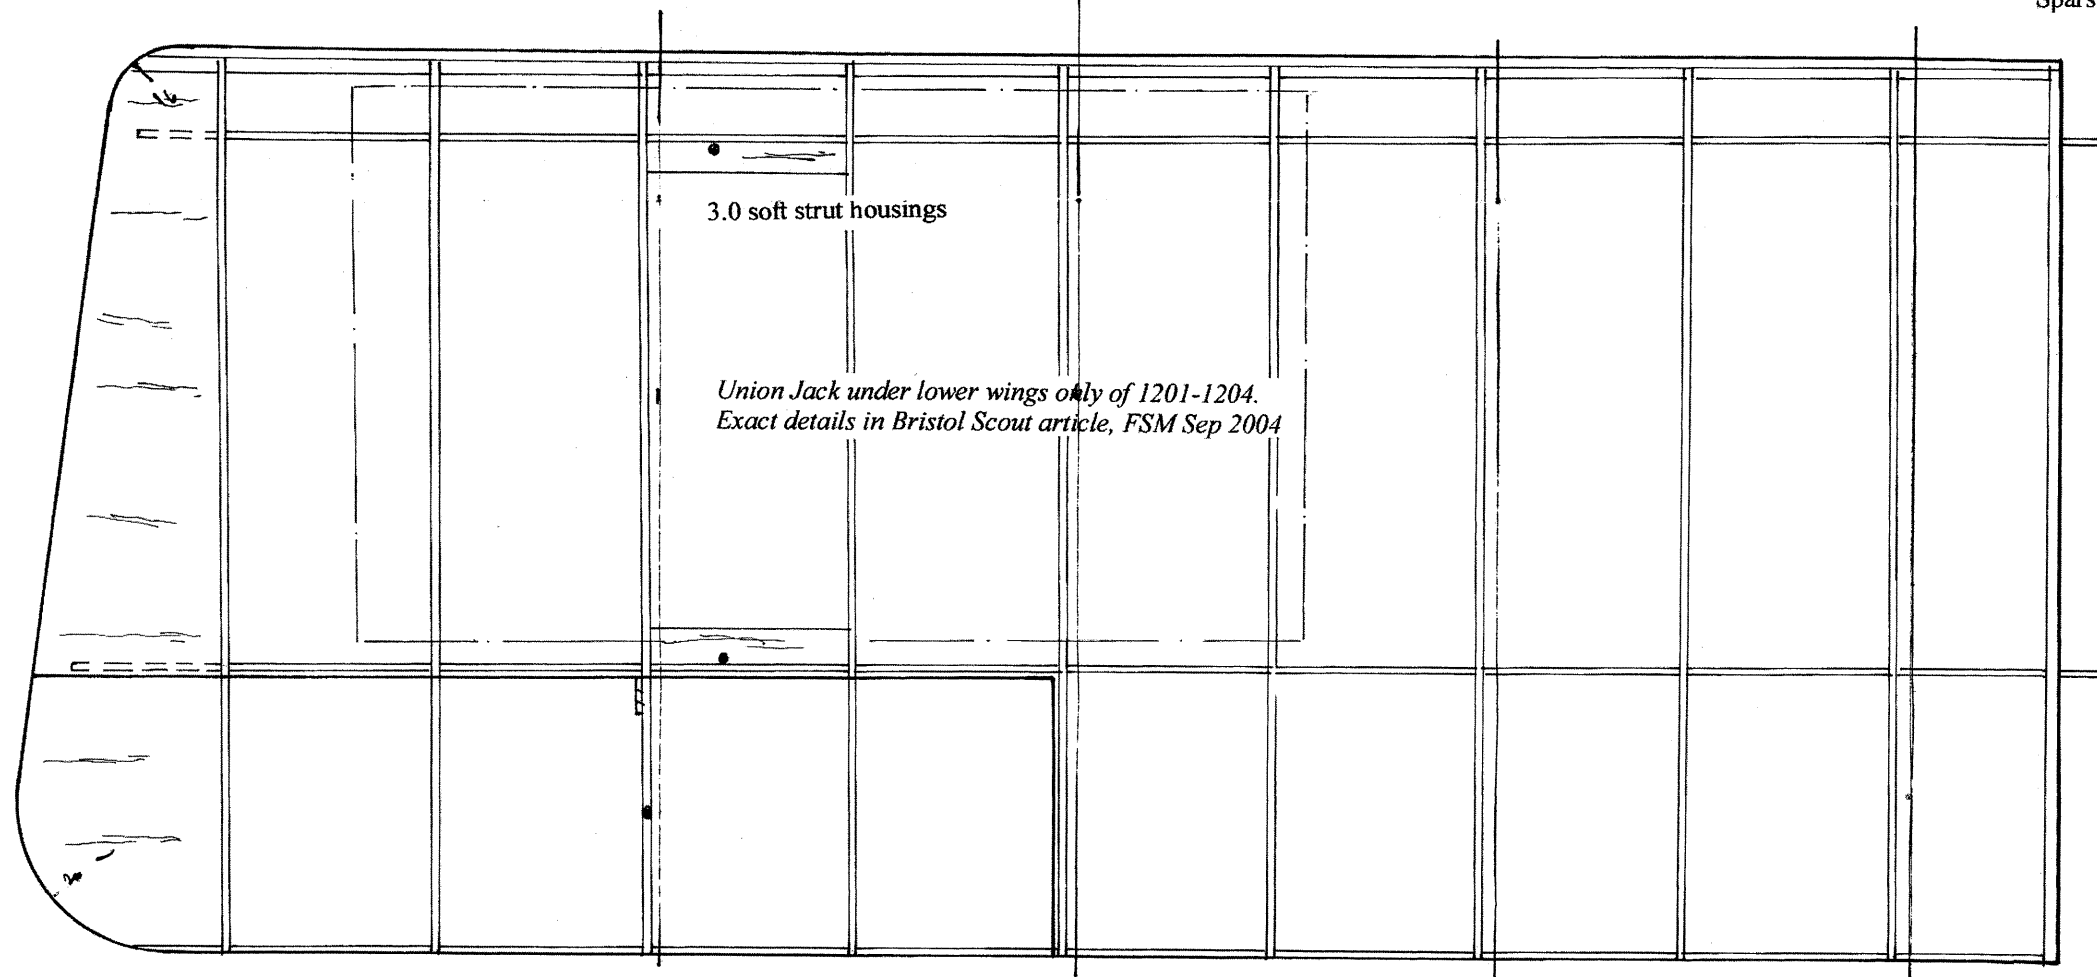 Spars
3.0 soft strut housings
Union Jack under lower wings only of 1201-1204.
Exact details in Bristol Scout article, FSM Sep 2004